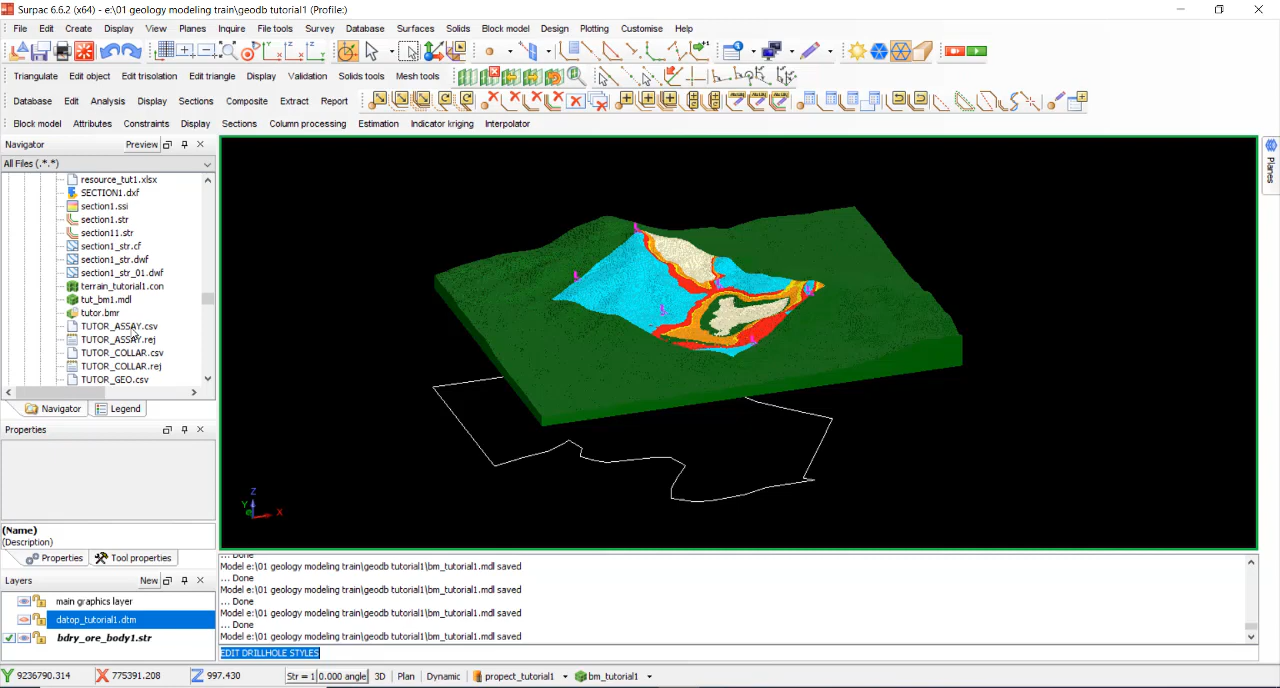 Surpac 6.6.2 (x64) - e:\01 geology modeling train\geodb tutorial1 (Profile:)
File Edit Create Display View Planes Inquire File tools Survey Database Surfaces Solids Block model Design Plotting Customise Help
Triangulate Edit object Edit trisolation Edit triangle Display Validation Solids tools Mesh tools
Database Edit Analysis Display Sections Composite Extract Report
Block model Attributes Constraints Display Sections Column processing Estimation Indicator kriging Interpolator
Navigator Preview
All Files (.*.*)
resource_tut1.xlsx
SECTION1.dxf
section1.ssi
section1.str
section11.str
section1_str.cf
section1_str.dwf
section1_str_01.dwf
terrain_tutorial1.con
tut_bm1.mdl
tutor.bmr
TUTOR_ASSAY.csv
TUTOR_ASSAY.rej
TUTOR_COLLAR.csv
TUTOR_COLLAR.rej
TUTOR_GEO.csv
Navigator Legend
Properties
(Name)
(Description)
Properties Tool properties
Layers New
main graphics layer
datop_tutorial1.dtm
bdry_ore_body1.str
Planes
Z
Y
X
... Done
Model e:\01 geology modeling train\geodb tutorial1\bm_tutorial1.mdl saved
... Done
Model e:\01 geology modeling train\geodb tutorial1\bm_tutorial1.mdl saved
... Done
Model e:\01 geology modeling train\geodb tutorial1\bm_tutorial1.mdl saved
... Done
Model e:\01 geology modeling train\geodb tutorial1\bm_tutorial1.mdl saved
EDIT DRILLHOLE STYLES
Y 9236790.314 X 775391.208 Z 997.430 Str = 1 0.000 angle 3D Plan Dynamic propect_tutorial1 bm_tutorial1